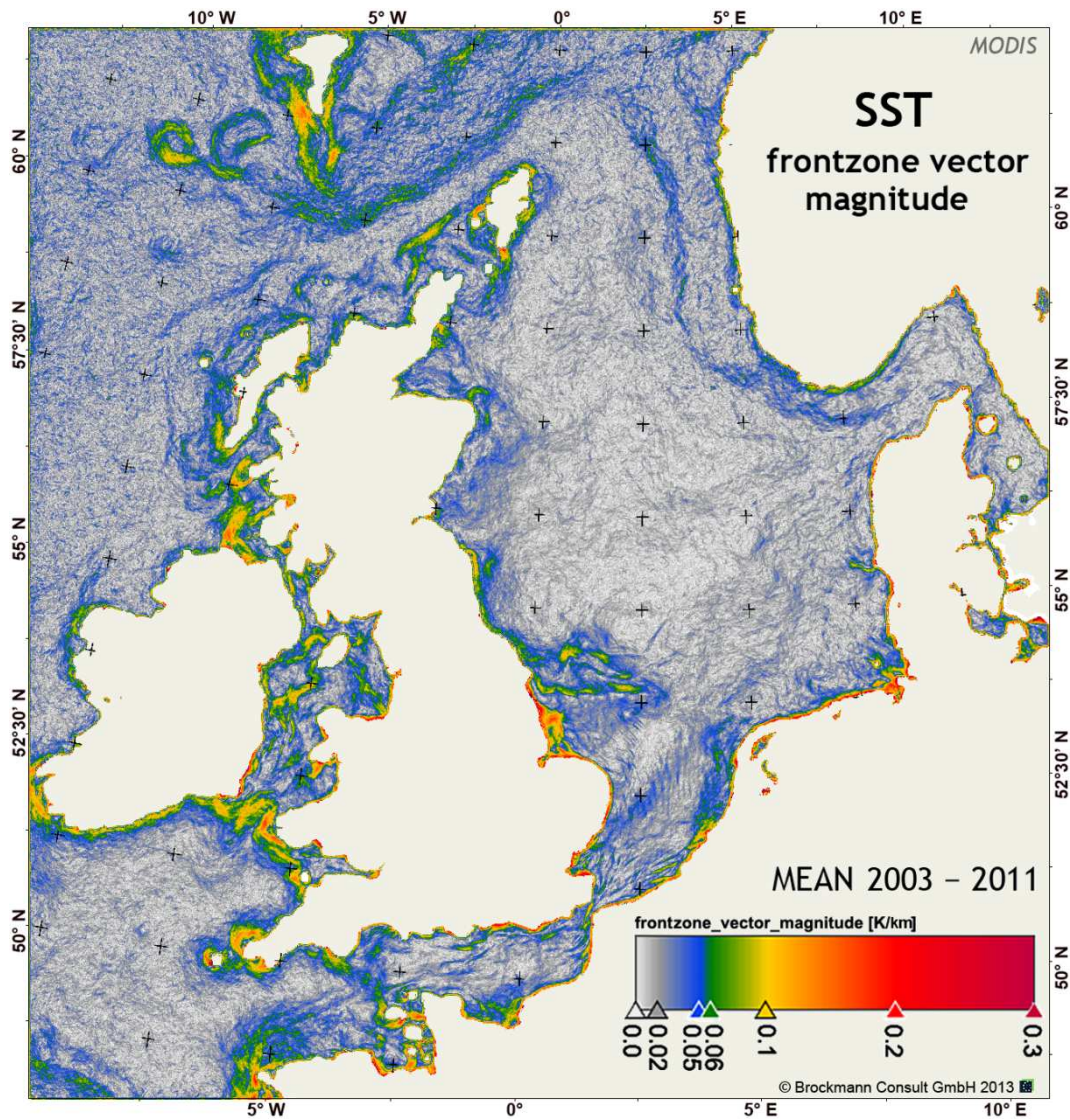 10° W 5° W 0° 5° E 10° E
MODIS
SST
frontzone vector
magnitude
60° N
60° N
57°30' N
57°30' N
55° N
55° N
52°30' N
52°30' N
50° N
50° N
MEAN 2003 – 2011
frontzone_vector_magnitude [K/km]
0.0 0.02 0.05 0.06 0.1 0.2 0.3
© Brockmann Consult GmbH 2013
5° W 0° 5° E 10° E